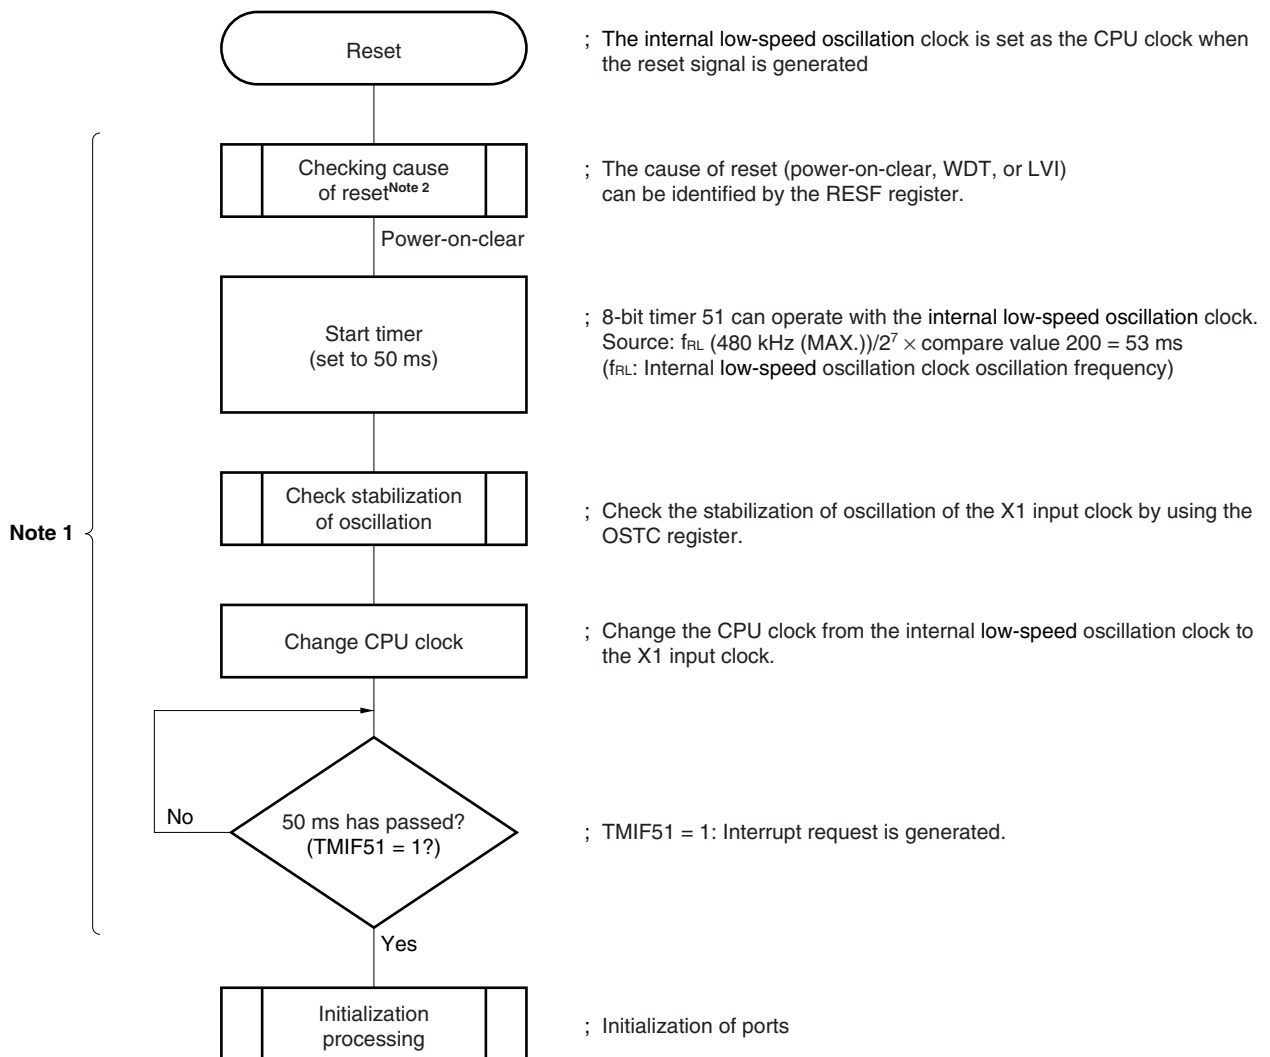 Reset
; The internal low-speed oscillation clock is set as the CPU clock when
the reset signal is generated
Checking cause
of reset Note 2
; The cause of reset (power-on-clear, WDT, or LVI)
can be identified by the RESF register.
Power-on-clear
Start timer
(set to 50 ms)
; 8-bit timer 51 can operate with the internal low-speed oscillation clock.
Source: fRL (480 kHz (MAX.))/2⁷ × compare value 200 = 53 ms
(fRL: Internal low-speed oscillation clock oscillation frequency)
Check stabilization
of oscillation
; Check the stabilization of oscillation of the X1 input clock by using the
OSTC register.
Note 1
Change CPU clock
; Change the CPU clock from the internal low-speed oscillation clock to
the X1 input clock.
No
50 ms has passed?
(TMIF51 = 1?)
; TMIF51 = 1: Interrupt request is generated.
Yes
Initialization
processing
; Initialization of ports